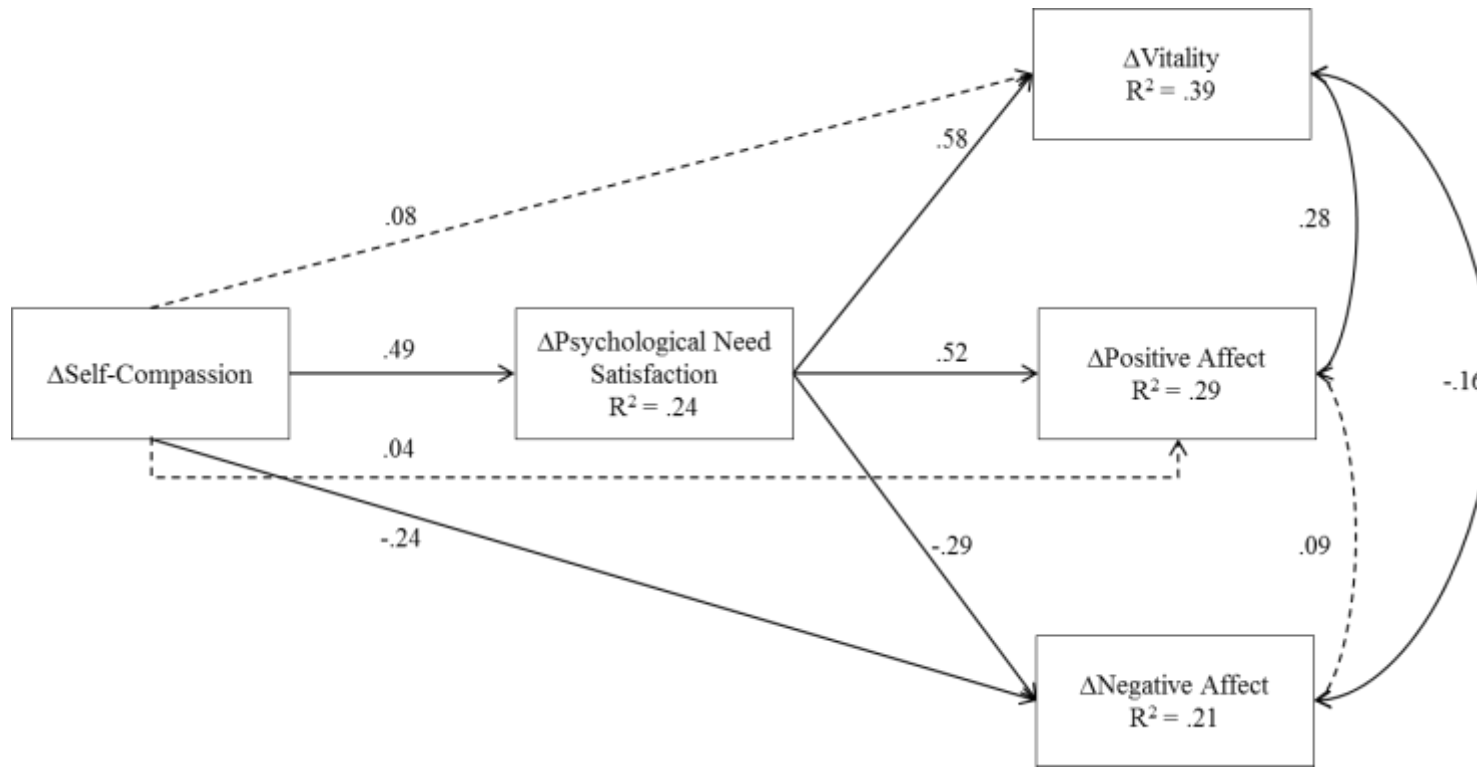 ΔVitality
R² = .39
.58
.08
.28
ΔSelf-Compassion
.49
ΔPsychological Need
Satisfaction
R² = .24
.52
ΔPositive Affect
R² = .29
-.16
.04
-.24
-.29
.09
ΔNegative Affect
R² = .21